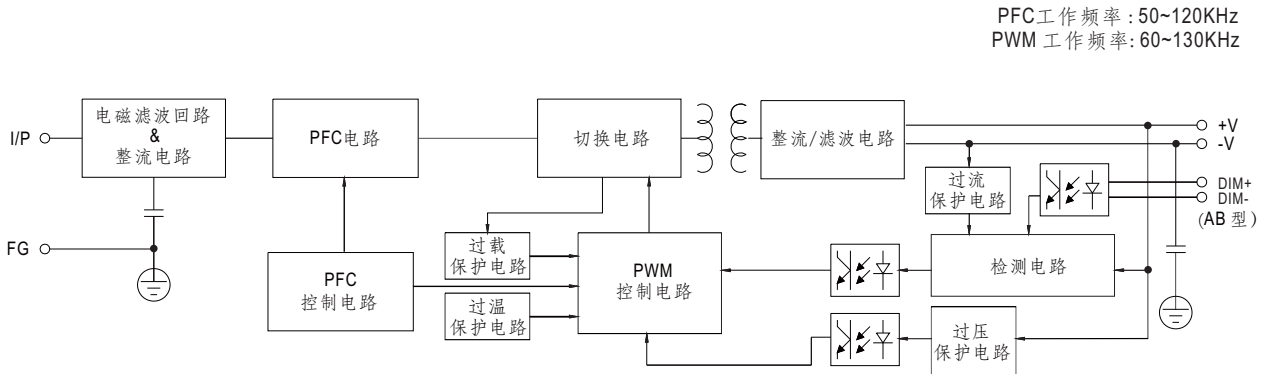 PFC工作频率:50~120KHz
PWM 工作频率:60~130KHz
I/P
电磁滤波回路
&
整流电路
PFC电路
切换电路
整流/滤波电路
+V
-V
过流
保护电路
DIM+
DIM-
(AB 型)
FG
过载
保护电路
PFC
控制电路
PWM
控制电路
检测电路
过温
保护电路
过压
保护电路